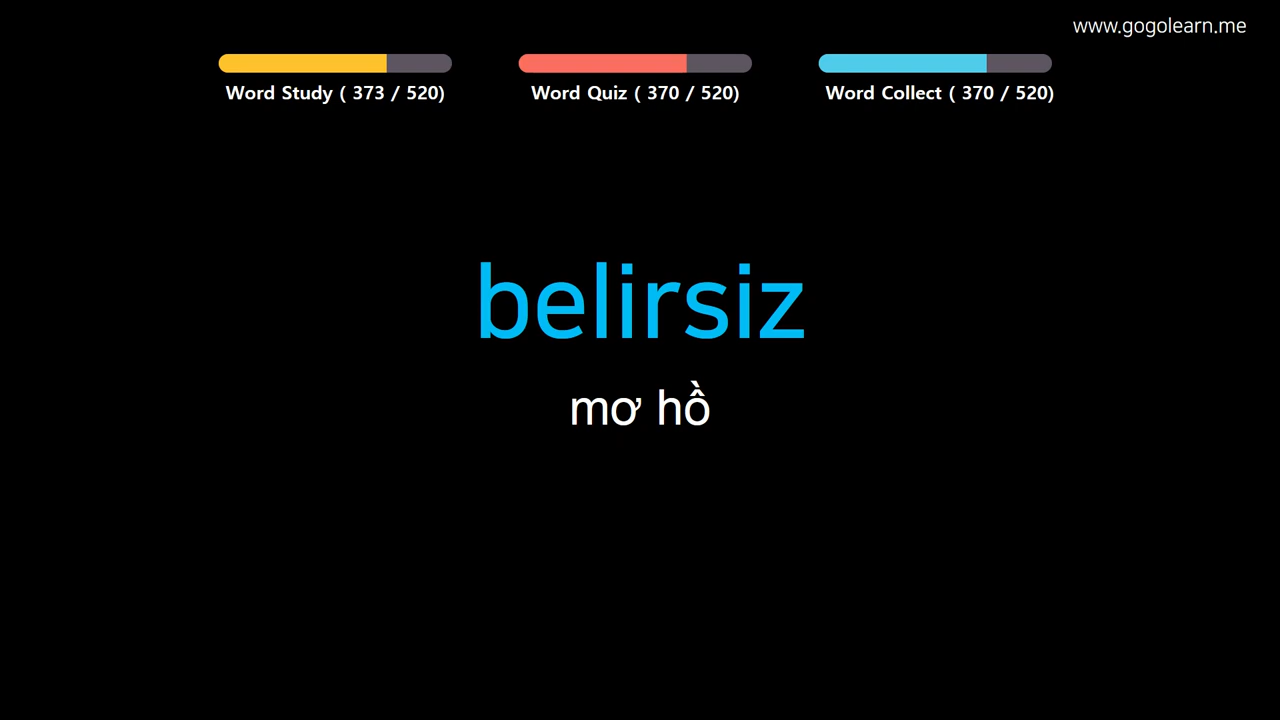 www.gogolearn.me
Word Study ( 373 / 520)
Word Quiz ( 370 / 520)
Word Collect ( 370 / 520)
belirsiz
mơ hồ